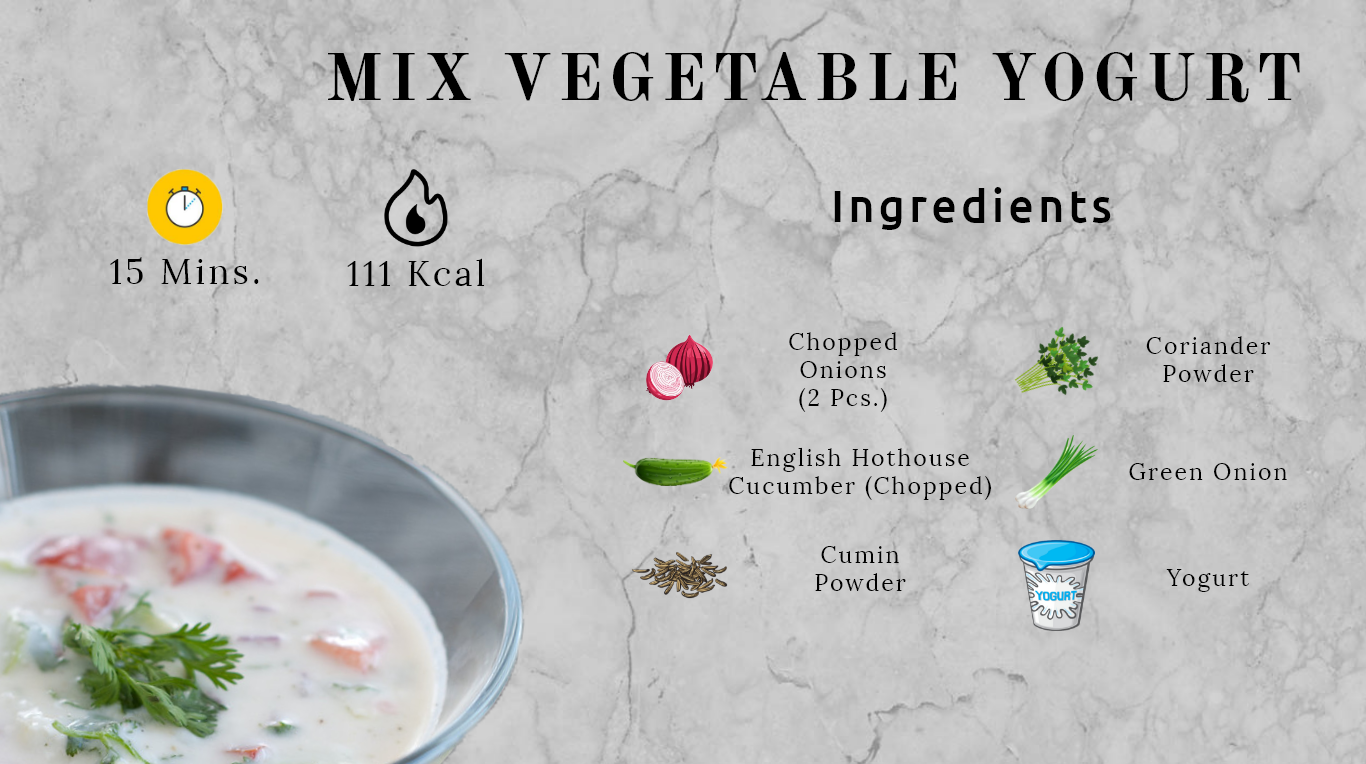 MIX VEGETABLE YOGURT
15 Mins.
111 Kcal
Ingredients
Chopped
Onions
(2 Pcs.)
Coriander
Powder
English Hothouse
Cucumber (Chopped)
Green Onion
Cumin
Powder
YOGURT
Yogurt